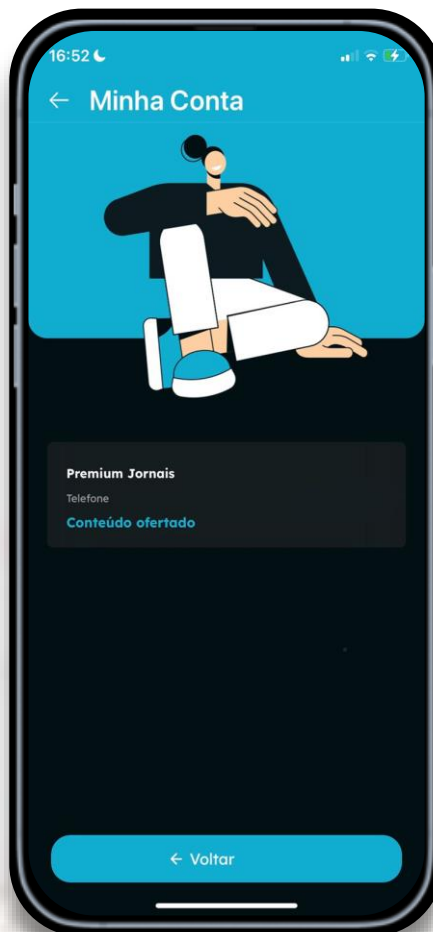 16:52
← Minha Conta
Premium Jornais
Telefone
Conteúdo ofertado
← Voltar